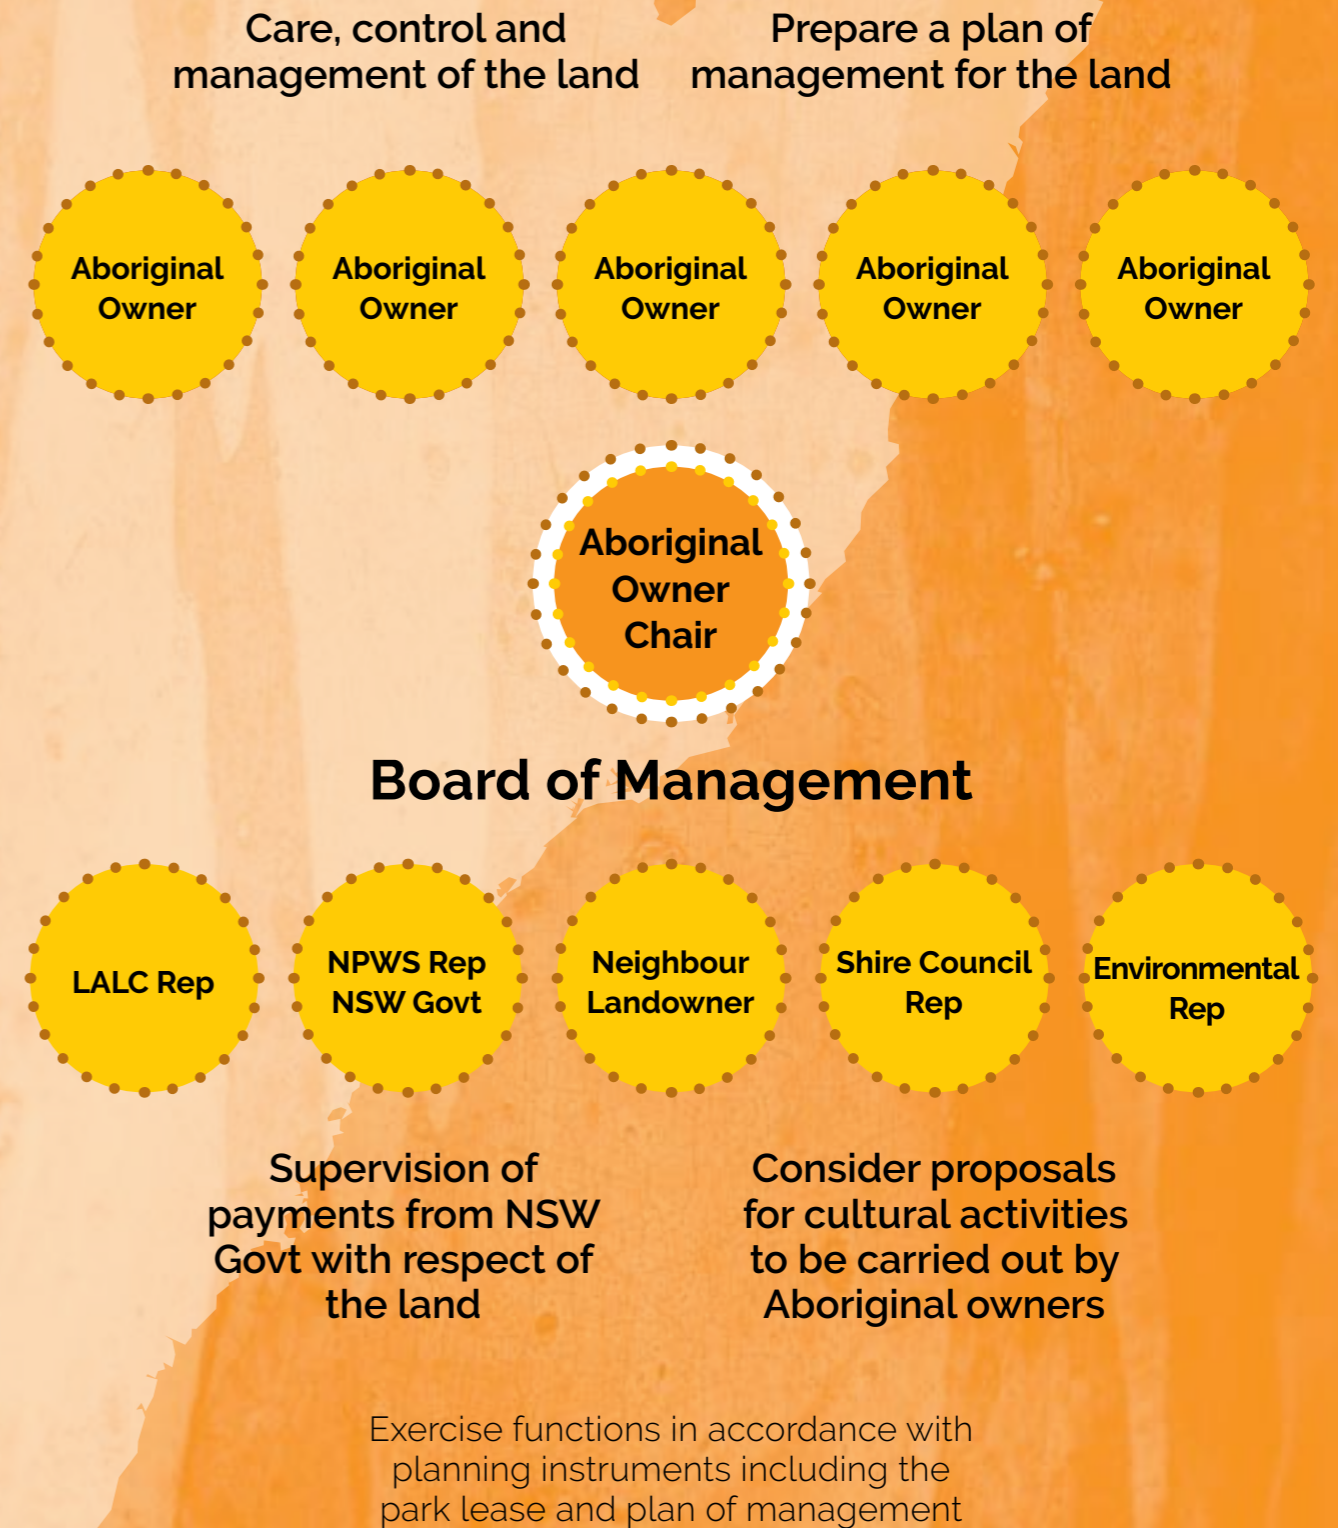 Care, control and
management of the land
Prepare a plan of
management for the land
Aboriginal
Owner
Aboriginal
Owner
Aboriginal
Owner
Aboriginal
Owner
Aboriginal
Owner
Aboriginal
Owner
Chair
Board of Management
LALC Rep
NPWS Rep
NSW Govt
Neighbour
Landowner
Shire Council
Rep
Environmental
Rep
Supervision of
payments from NSW
Govt with respect of
the land
Consider proposals
for cultural activities
to be carried out by
Aboriginal owners
Exercise functions in accordance with
planning instruments including the
park lease and plan of management